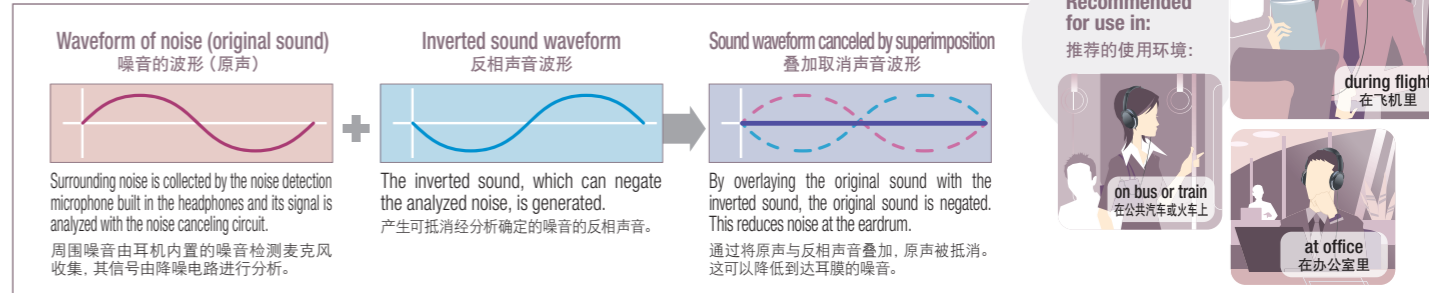 Waveform of noise (original sound)
噪音的波形（原声）
Surrounding noise is collected by the noise detection
microphone built in the headphones and its signal is
analyzed with the noise canceling circuit.
周围噪音由耳机内置的噪音检测麦克风
收集，其信号由降噪电路进行分析。
Inverted sound waveform
反相声音波形
The inverted sound, which can negate
the analyzed noise, is generated.
产生可抵消经分析确定的噪音的反相声音。
Sound waveform canceled by superimposition
叠加取消声音波形
By overlaying the original sound with the
inverted sound, the original sound is negated.
This reduces noise at the eardrum.
通过将原声与反相声音叠加，原声被抵消。
这可以降低到达耳膜的噪音。
Recommended
for use in:
推荐的使用环境：
during flight
在飞机里
on bus or train
在公共汽车或火车上
at office
在办公室里